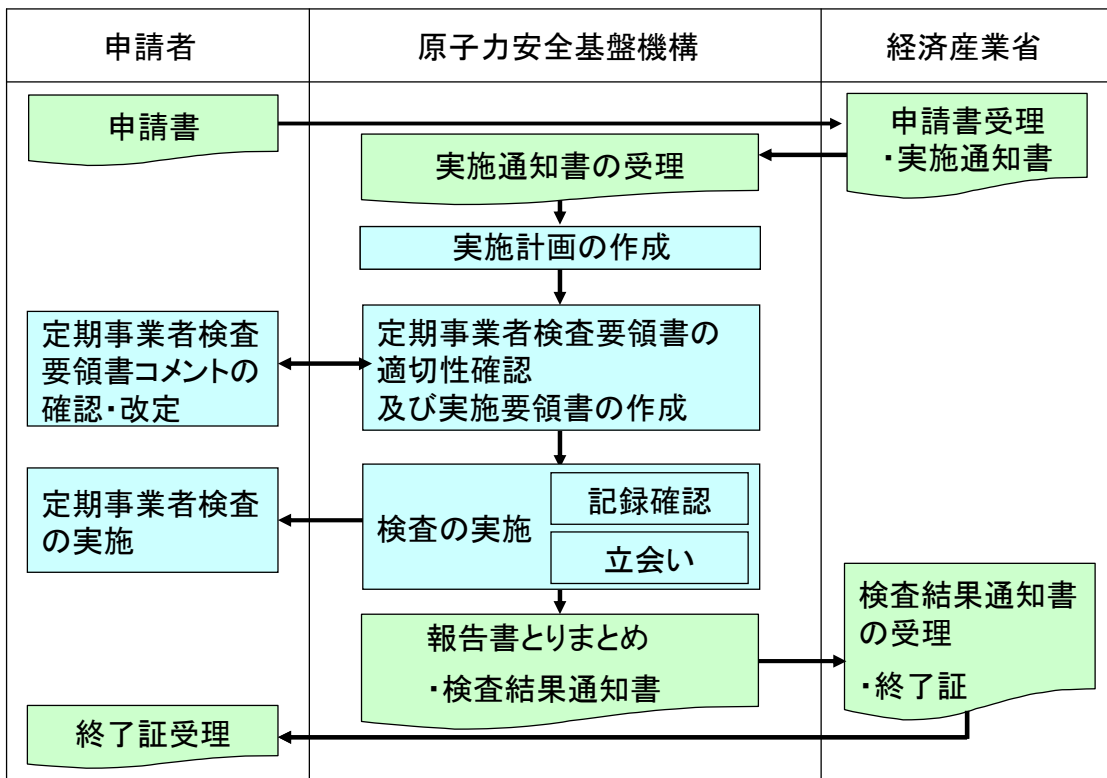 申請者
原子力安全基盤機構
経済産業省
申請書
申請書受理
・実施通知書
実施通知書の受理
実施計画の作成
定期事業者検査
要領書コメントの
確認・改定
定期事業者検査要領書の
適切性確認
及び実施要領書の作成
定期事業者検査
の実施
検査の実施
記録確認
立会い
報告書とりまとめ
・検査結果通知書
検査結果通知書
の受理
・終了証
終了証受理